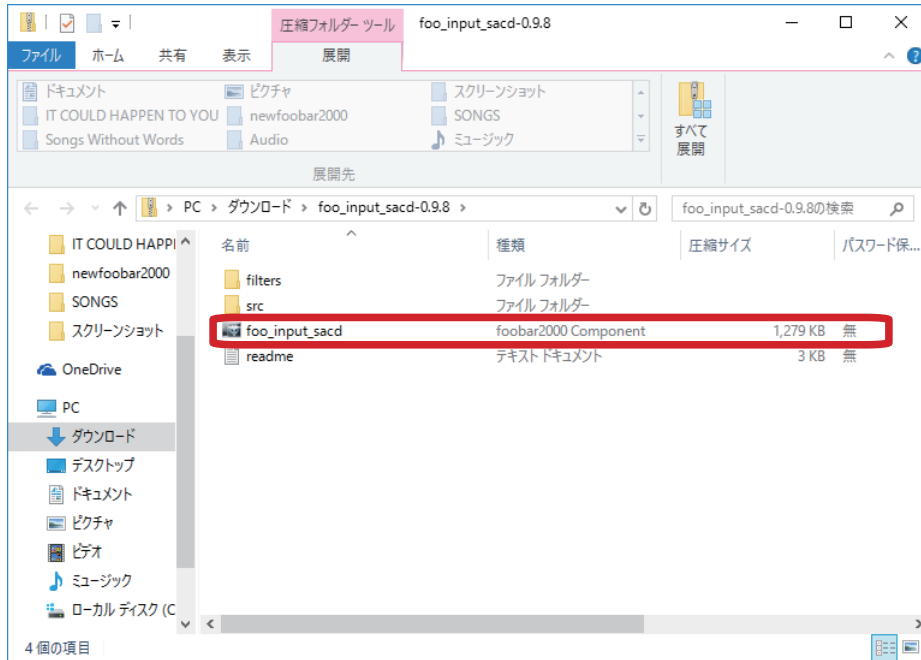 圧縮フォルダー ツール foo_input_sacd-0.9.8
ファイル ホーム 共有 表示 展開
ドキュメント ピクチャ スクリーンショット
IT COULD HAPPEN TO YOU newfoobar2000 SONGS
Songs Without Words Audio ミュージック
すべて
展開
展開先
PC ダウンロード foo_input_sacd-0.9.8 foo_input_sacd-0.9.8の検索
名前 種類 圧縮サイズ パスワード保...
IT COULD HAPPI
newfoobar2000
SONGS
スクリーンショット
OneDrive
PC
ダウンロード
デスクトップ
ドキュメント
ピクチャ
ビデオ
ミュージック
ローカル ディスク (C
filters ファイル フォルダー
src ファイル フォルダー
foo_input_sacd foobar2000 Component 1,279 KB 無
readme テキスト ドキュメント 3 KB 無
4 個の項目